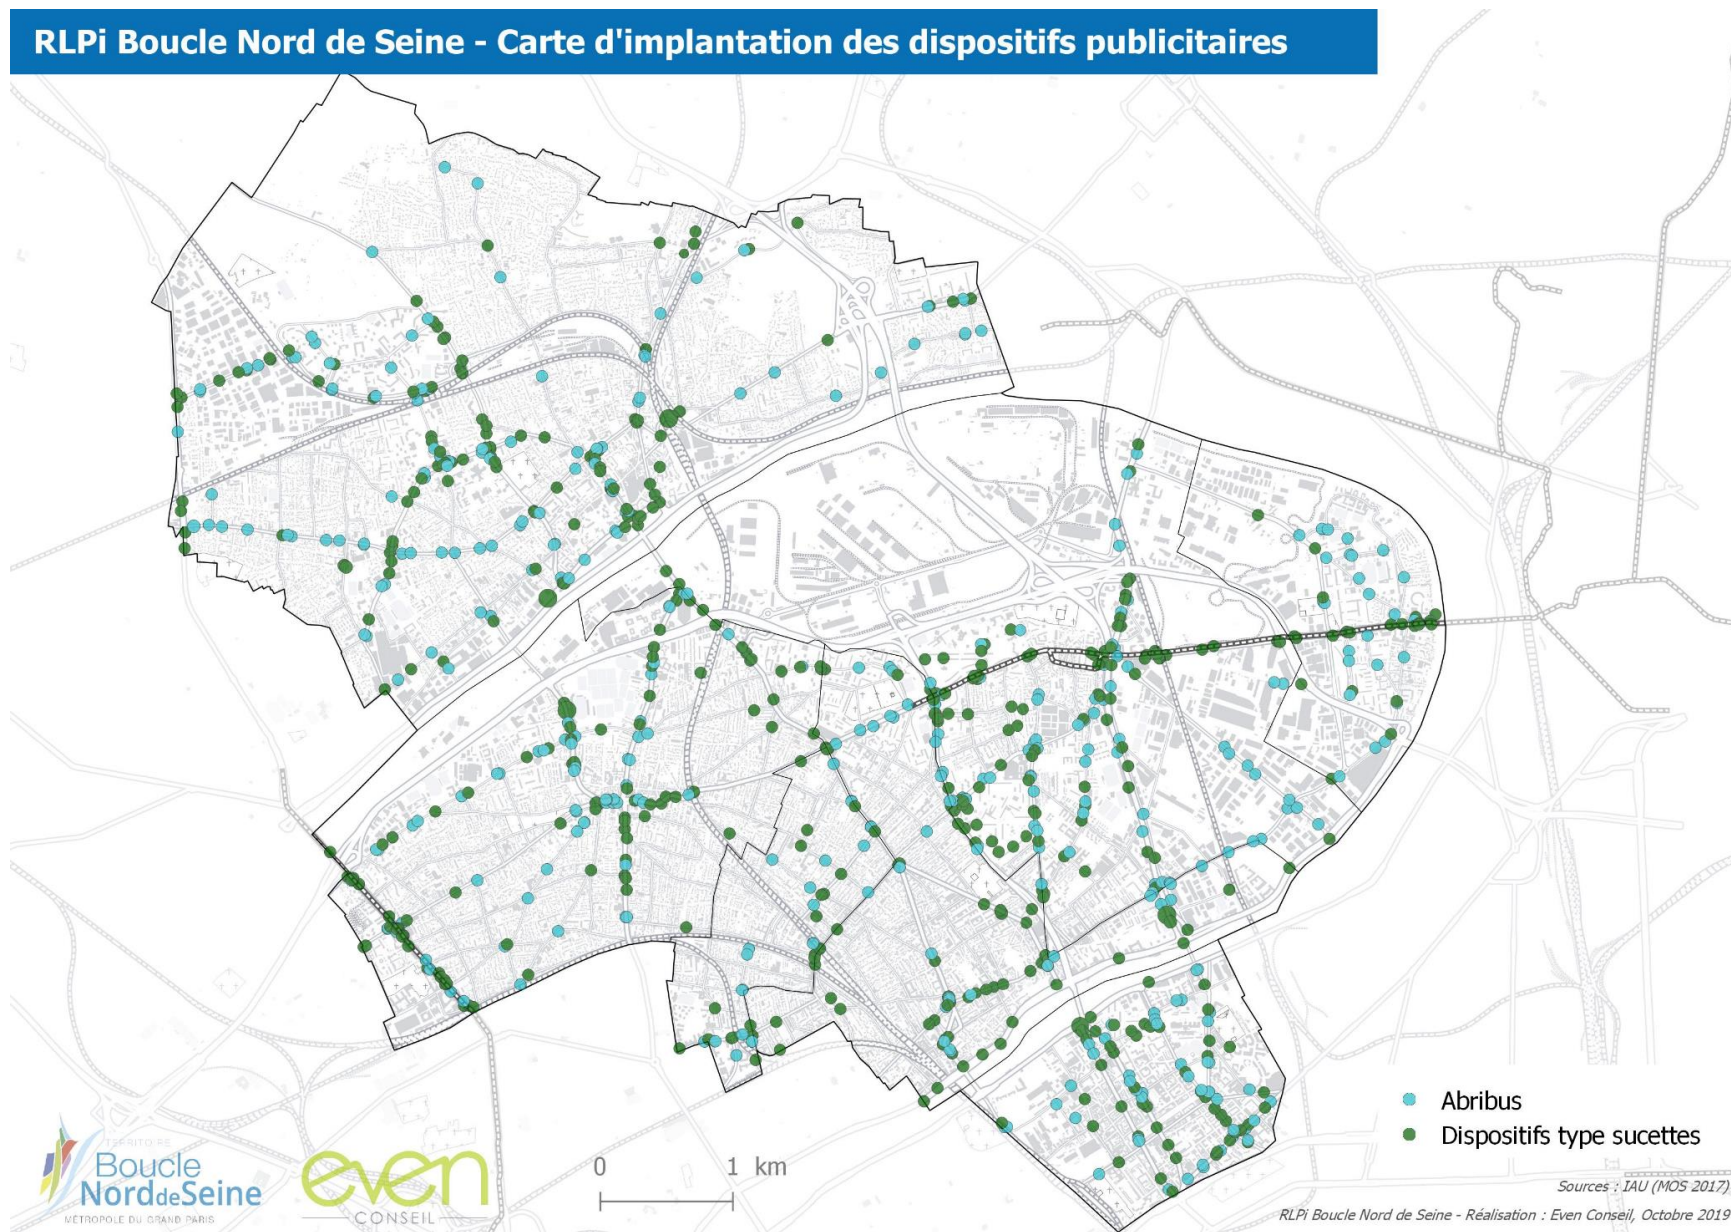 RLPi Boucle Nord de Seine - Carte d'implantation des dispositifs publicitaires
Abribus
Dispositifs type sucettes
TERRITOIRE
Boucle
NorddeSeine
MÉTROPOLE DU GRAND PARIS
even
CONSEIL
0 1 km
Sources : IAU (MOS 2017)
RLPi Boucle Nord de Seine - Réalisation : Even Conseil, Octobre 2019